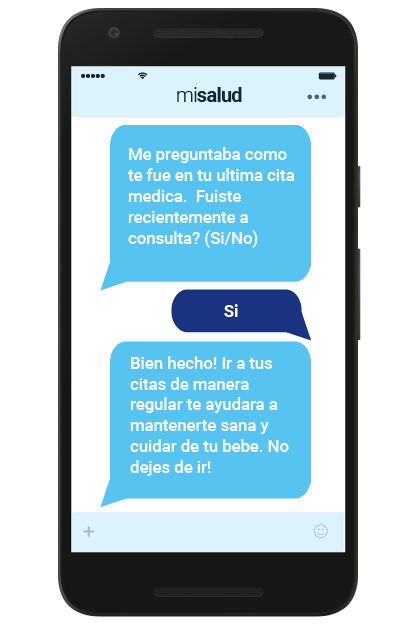 misalud
Me preguntaba como
te fue en tu ultima cita
medica.  Fuiste
recientemente a
consulta? (Si/No)
Si
Bien hecho! Ir a tus
citas de manera
regular te ayudara a
mantenerte sana y
cuidar de tu bebe. No
dejes de ir!